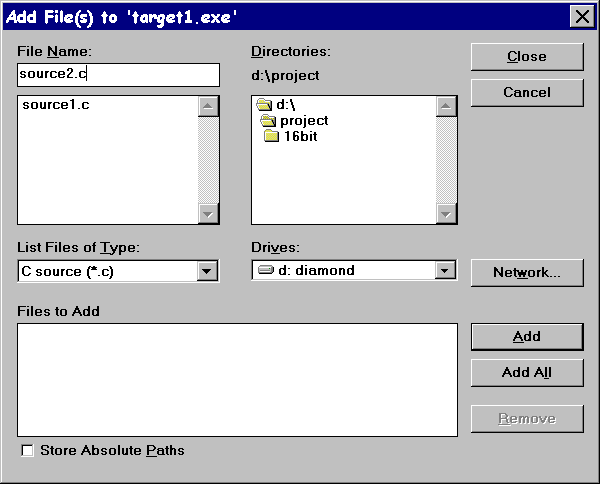 Add File(s) to 'target1.exe'
File Name:
source2.c
source1.c
Directories:
d:\project
d:\
project
16bit
Close
Cancel
List Files of Type:
C source (*.c)
Drives:
d: diamond
Network...
Files to Add
Add
Add All
Remove
Store Absolute Paths